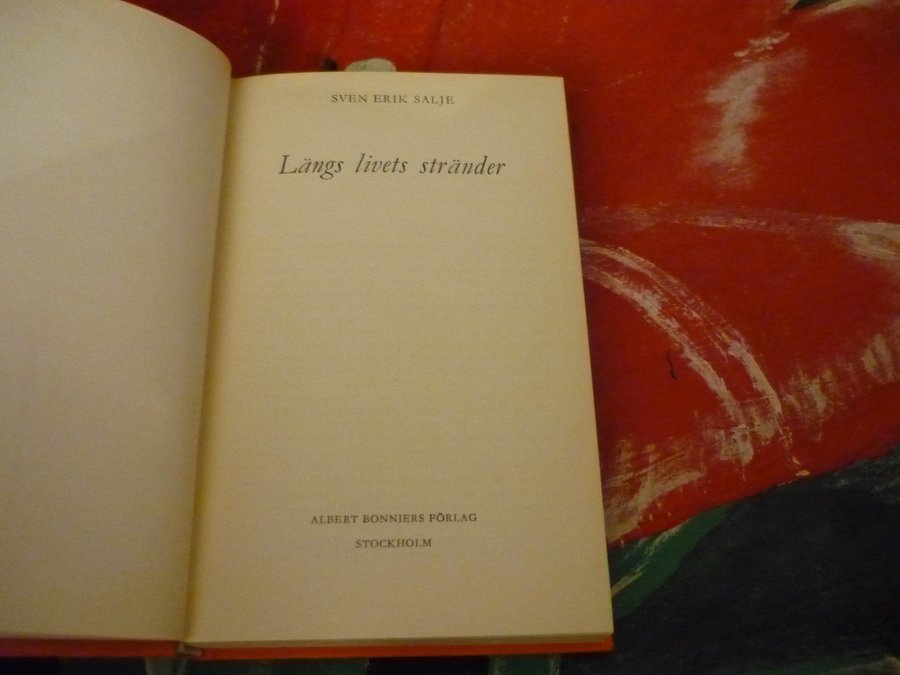 SVEN ERIK SALJE
Längs livets stränder
ALBERT BONNIERS FÖRLAG
STOCKHOLM